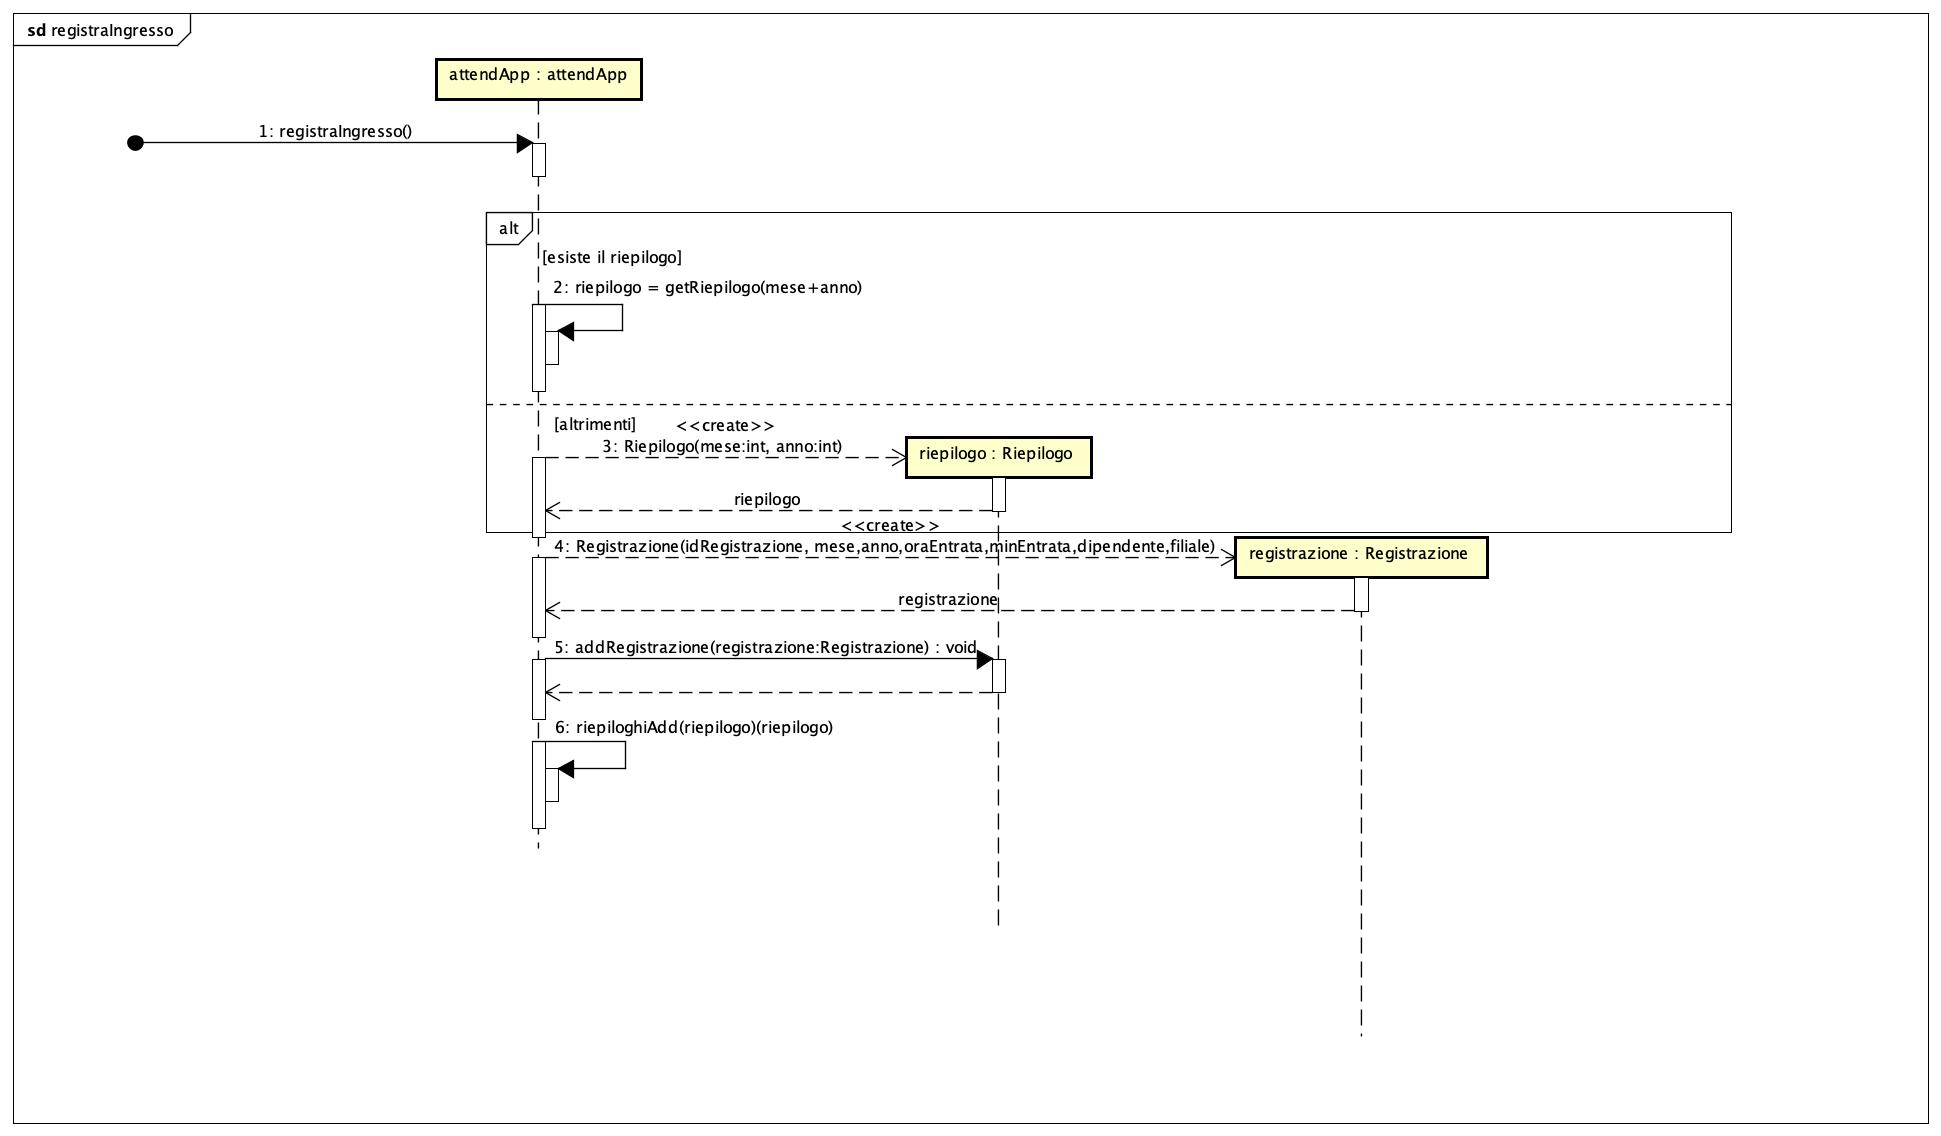 sd registraIngresso
attendApp : attendApp
1: registraIngresso()
alt
[esiste il riepilogo]
2: riepilogo = getRiepilogo(mese+anno)
[altrimenti]
<<create>>
3: Riepilogo(mese:int, anno:int)
riepilogo : Riepilogo
riepilogo
<<create>>
4: Registrazione(idRegistrazione, mese,anno,oraEntrata,minEntrata,dipendente,filiale)
registrazione : Registrazione
registrazione
5: addRegistrazione(registrazione:Registrazione) : void
6: riepiloghiAdd(riepilogo)(riepilogo)